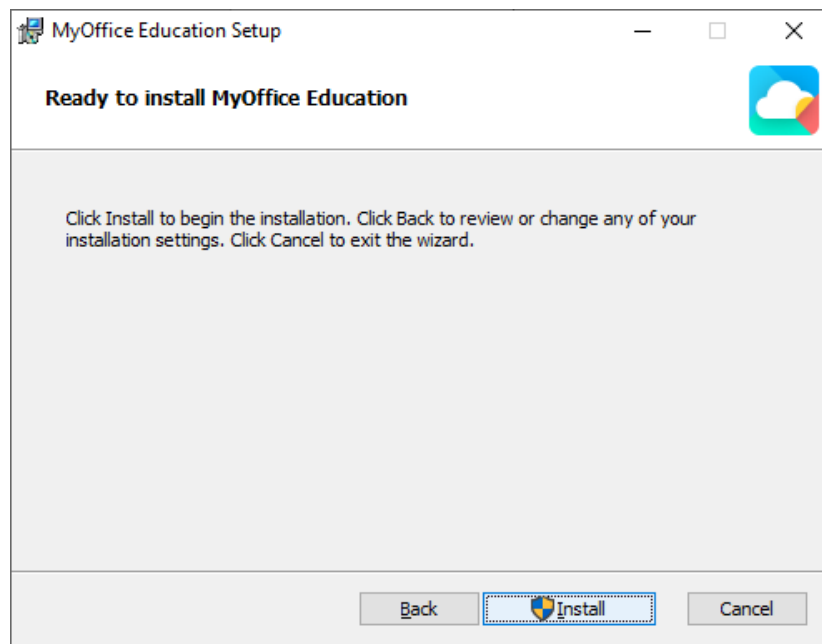 MyOffice Education Setup
Ready to install MyOffice Education
Click Install to begin the installation. Click Back to review or change any of your
installation settings. Click Cancel to exit the wizard.
Back
Install
Cancel